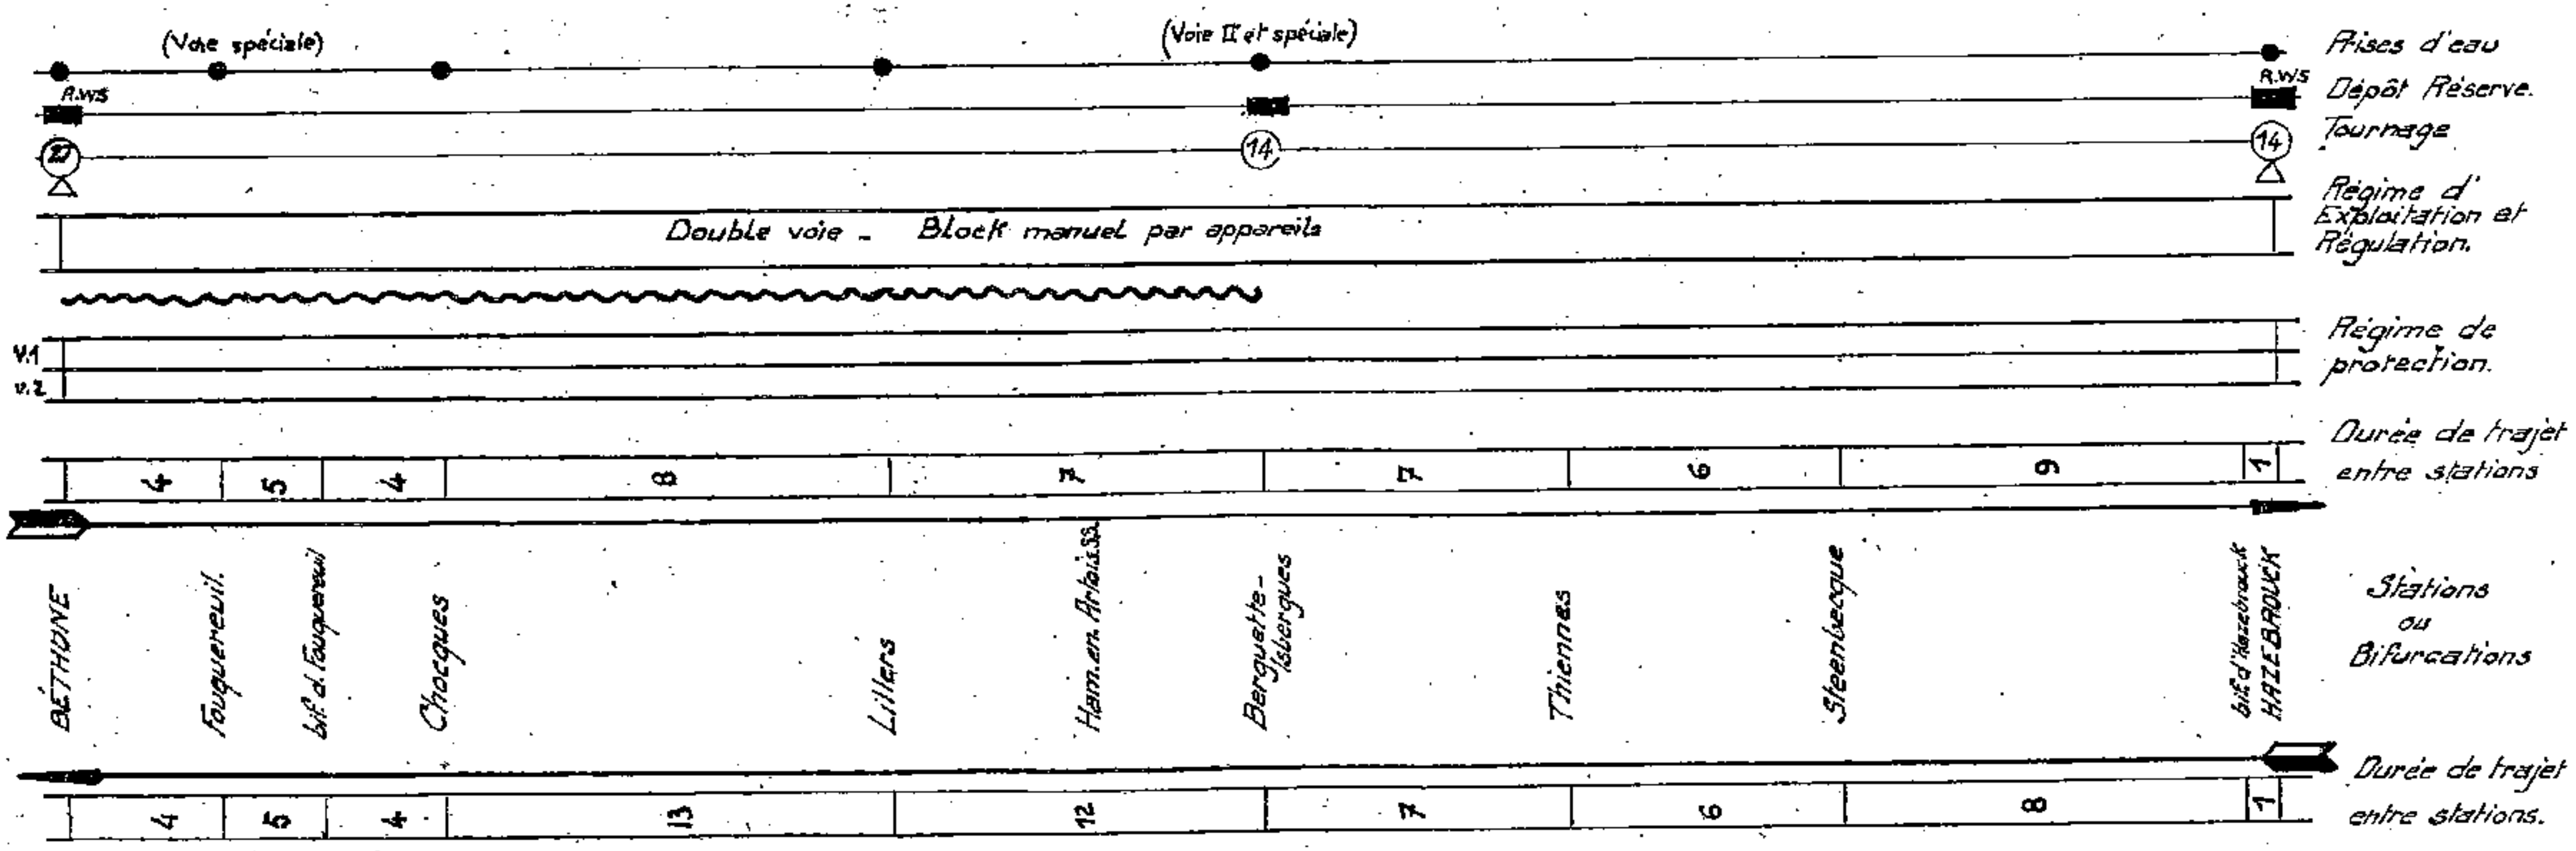 (Voie spéciale)
(Voie II et spéciale)
Prises d'eau
R.WS
R.WS
Dépôt Réserve.
14
14
Tournage
Régime d'
Exploitation et
Régulation.
Double voie - Block manuel par appareils
V.1
v.2
Régime de
protection.
Durée de trajet
entre stations
4 5 4 8 7 7 6 9 1
BÉTHUNE
Fouquereuil.
bif. d. Fouquereuil
Chocques
Lillers
Ham. en. Artois.ss.
Berguette-
Isbergues
Thiennes
Steenbecque
bif. d'Hazebrouck
HAZEBROUCK
Stations
ou
Bifurcations
Durée de trajet
entre stations.
4 5 4 13 12 7 6 8 1